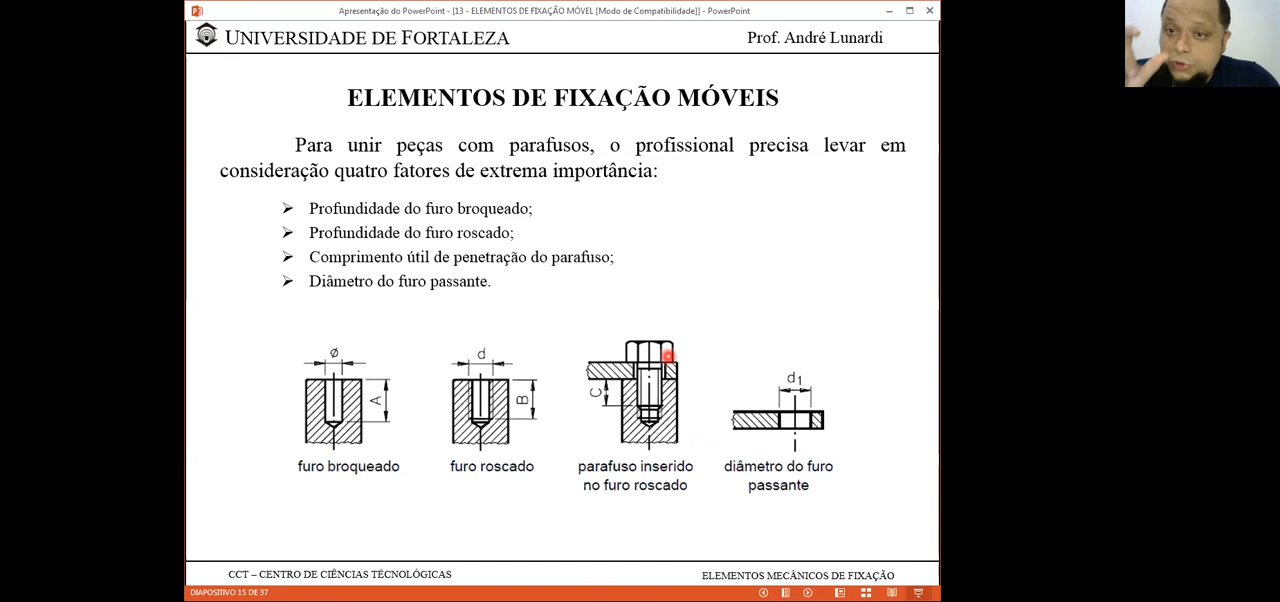 Apresentação do PowerPoint - [13 - ELEMENTOS DE FIXAÇÃO MÓVEL [Modo de Compatibilidade]] - PowerPoint
UNIVERSIDADE DE FORTALEZA
Prof. André Lunardi
ELEMENTOS DE FIXAÇÃO MÓVEIS
Para unir peças com parafusos, o profissional precisa levar em
consideração quatro fatores de extrema importância:
Profundidade do furo broqueado;
Profundidade do furo roscado;
Comprimento útil de penetração do parafuso;
Diâmetro do furo passante.
ø
A
furo broqueado
d
B
furo roscado
C
parafuso inserido
no furo roscado
d1
diâmetro do furo
passante
CCT – CENTRO DE CIÊNCIAS TÉCNOLÓGICAS
ELEMENTOS MECÂNICOS DE FIXAÇÃO
DIAPOSITIVO 15 DE 37